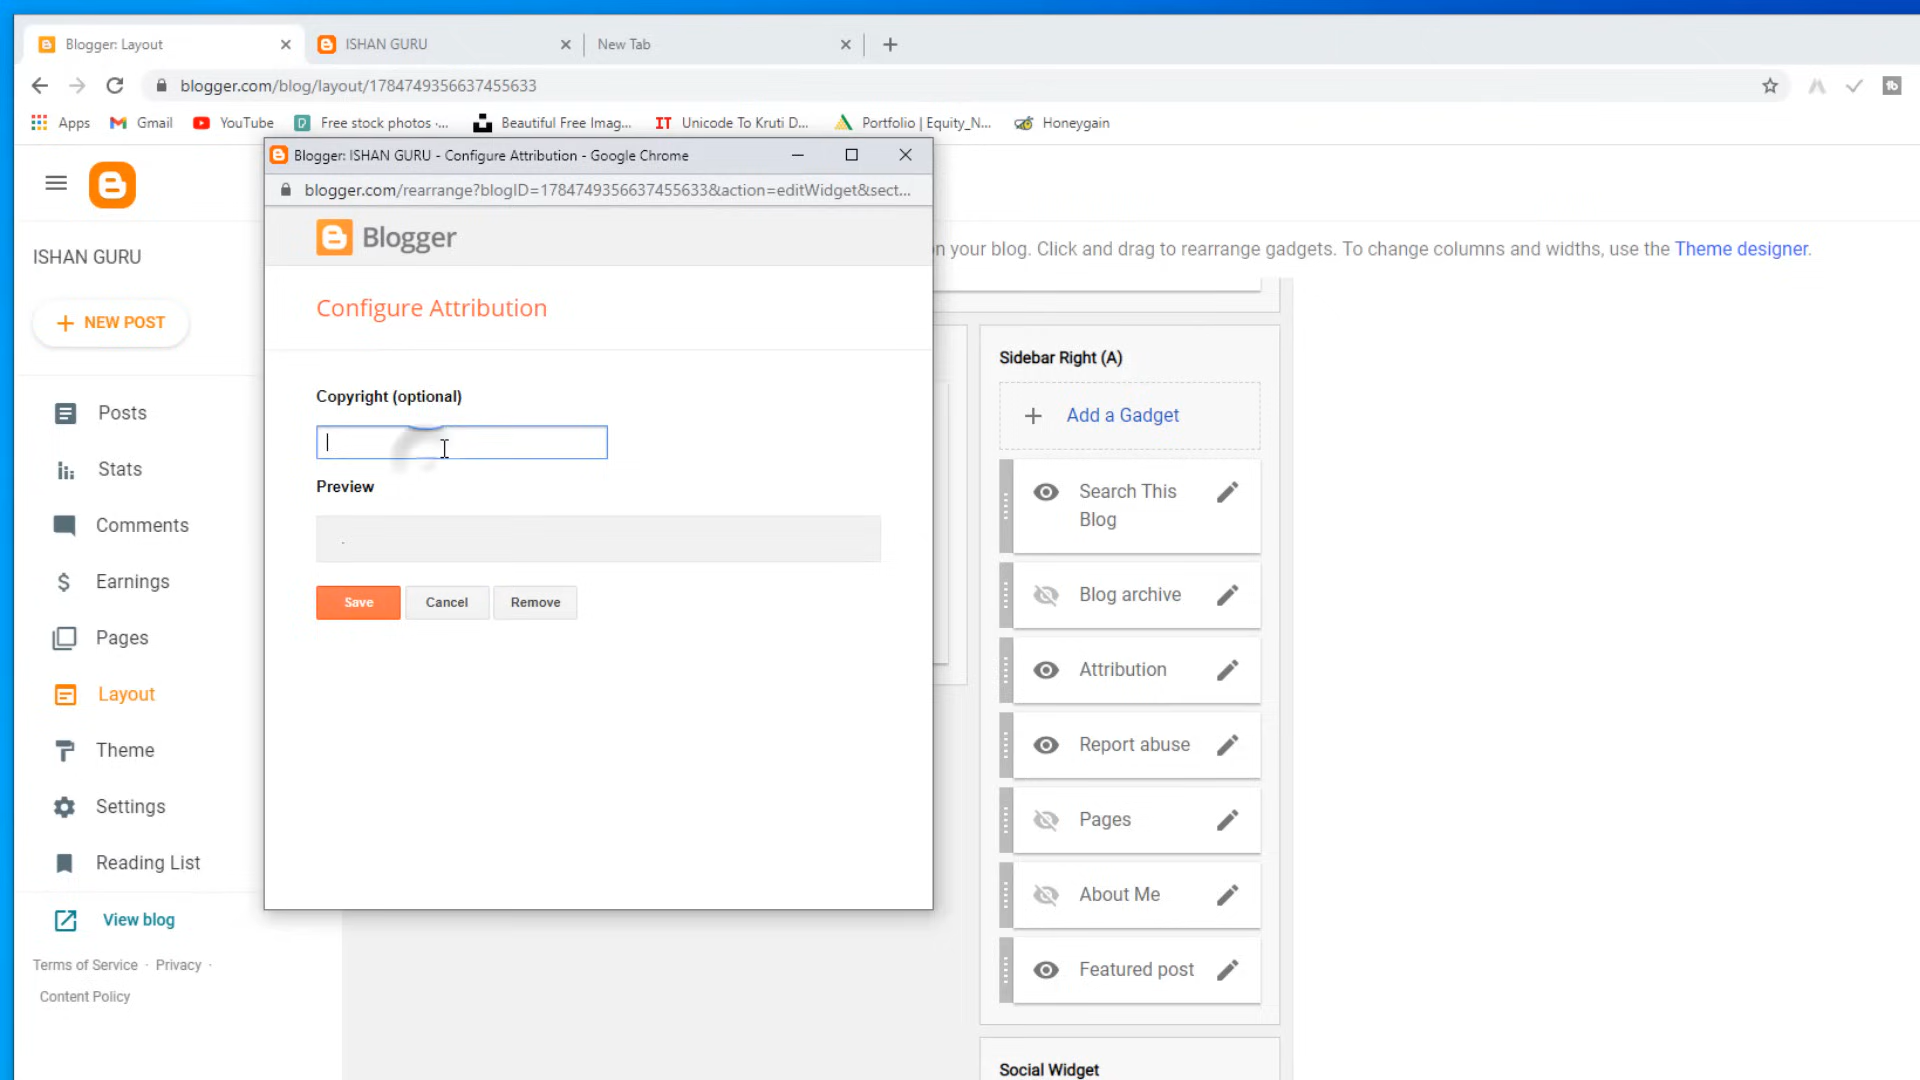 Blogger: Layout
ISHAN GURU
New Tab
blogger.com/blog/layout/1784749356637455633
Apps
Gmail
YouTube
Free stock photos ·...
Beautiful Free Imag...
Unicode To Kruti D...
Portfolio | Equity_N...
Honeygain
Blogger: ISHAN GURU - Configure Attribution - Google Chrome
blogger.com/rearrange?blogID=1784749356637455633&action=editWidget&sect...
Blogger
Configure Attribution
Copyright (optional)
Preview
.
Save
Cancel
Remove
ISHAN GURU
NEW POST
Posts
Stats
Comments
Earnings
Pages
Layout
Theme
Settings
Reading List
View blog
Terms of Service · Privacy ·
Content Policy
n your blog. Click and drag to rearrange gadgets. To change columns and widths, use the Theme designer.
Sidebar Right (A)
Add a Gadget
Search This
Blog
Blog archive
Attribution
Report abuse
Pages
About Me
Featured post
Social Widget